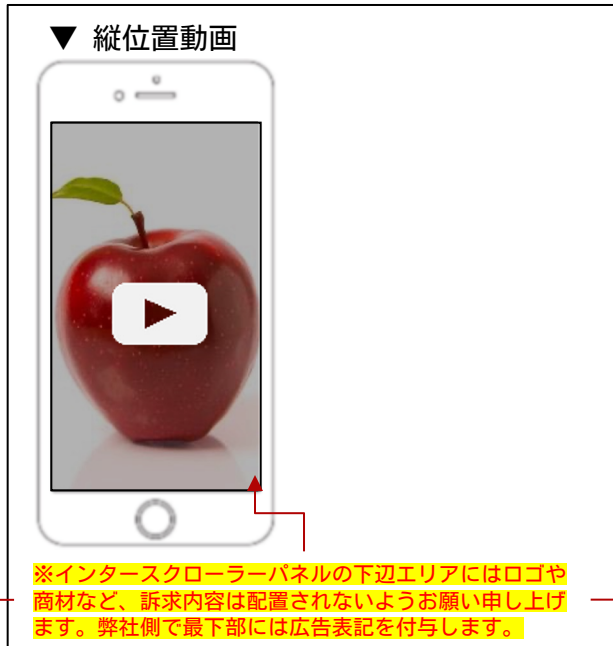 ▼ 縦位置動画
※インタースクローラーパネルの下辺エリアにはロゴや
商材など、訴求内容は配置されないようお願い申し上げ
ます。弊社側で最下部には広告表記を付与します。